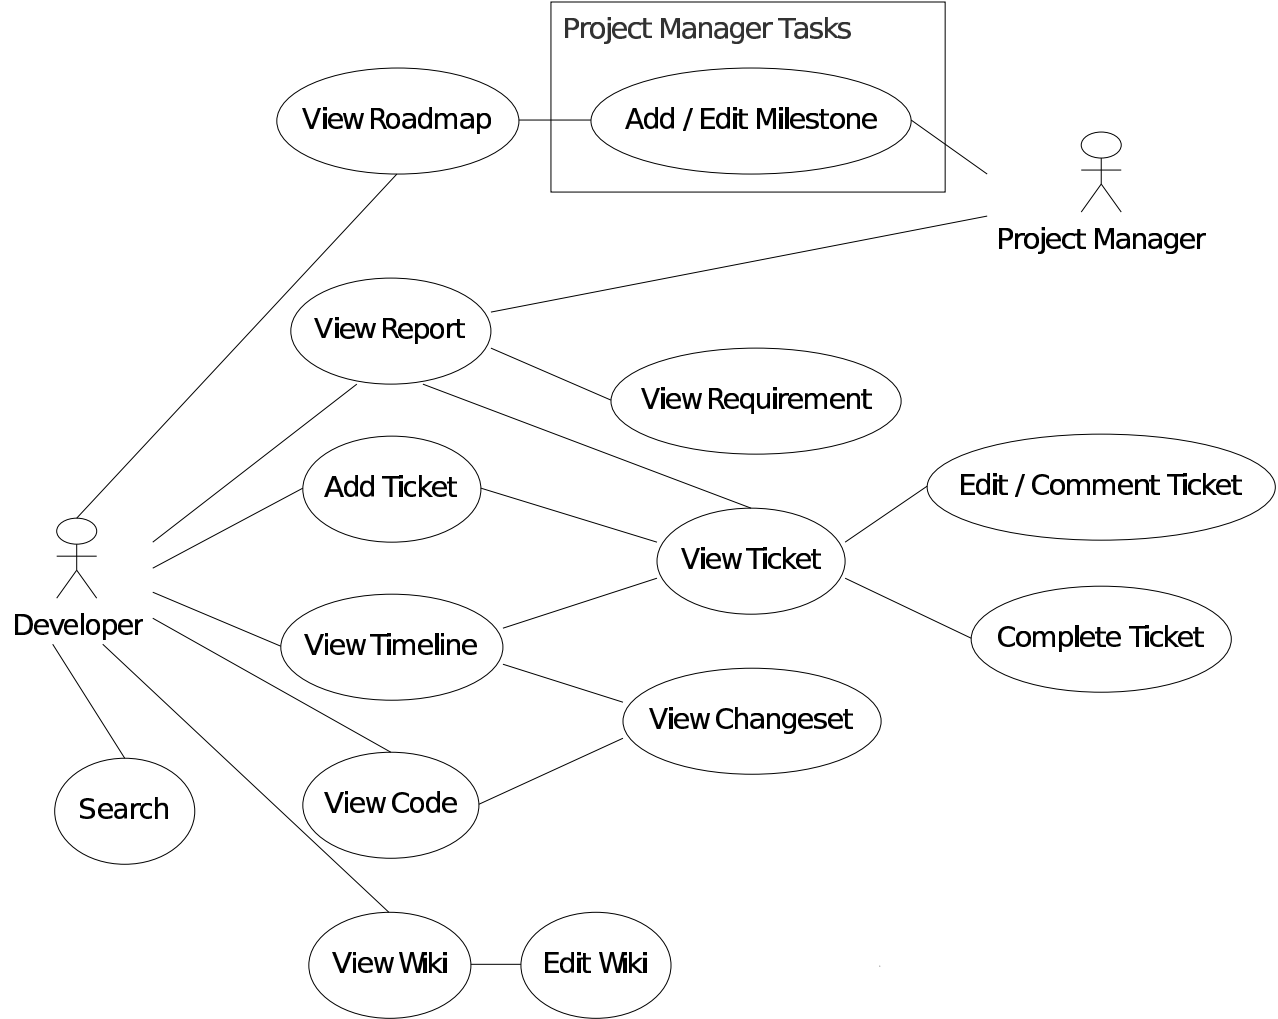 Project Manager Tasks
View Roadmap
Add / Edit Milestone
Project Manager
View Report
View Requirement
Add Ticket
Edit / Comment Ticket
View Ticket
Developer
View Timeline
Complete Ticket
View Changeset
Search
View Code
View Wiki
Edit Wiki